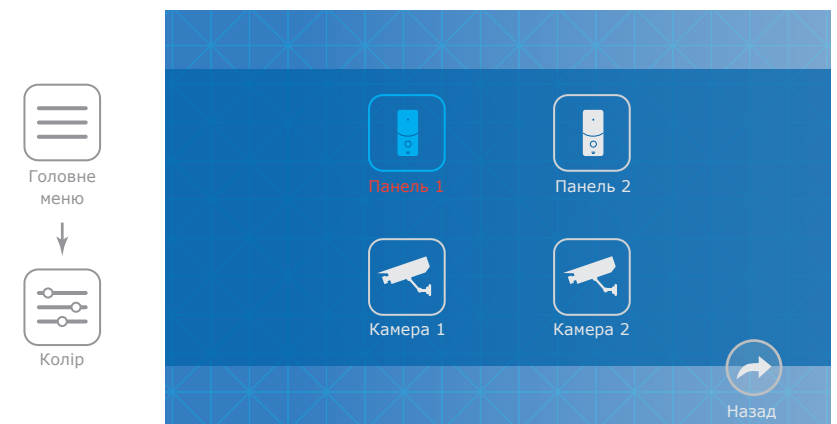 Головне
меню
Колір
Панель 1
Панель 2
Камера 1
Камера 2
Назад